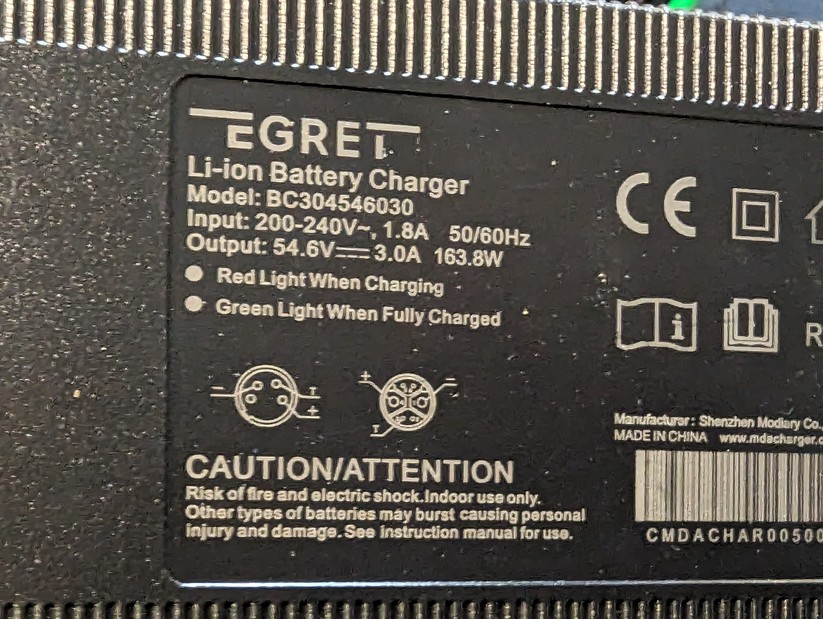 EGRET
Li-ion Battery Charger
Model: BC304546030
Input: 200-240V~, 1.8A 50/60Hz
Output: 54.6V⎓3.0A 163.8W
Red Light When Charging
Green Light When Fully Charged
- T +
+ - T
CAUTION/ATTENTION
Risk of fire and electric shock.Indoor use only.
Other types of batteries may burst causing personal
injury and damage. See instruction manual for use.
CE
i
R
Manufacturer: Shenzhen Modiary Co.,
MADE IN CHINA www.mdacharger.c
CMDACHAR00500